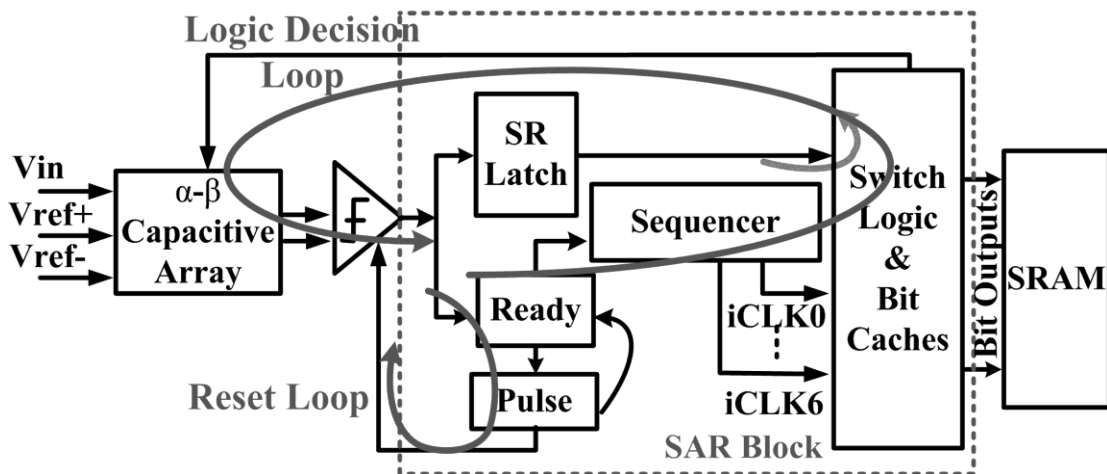 Logic Decision
Loop
Vin
Vref+
Vref-
α-β
Capacitive
Array
SR
Latch
Sequencer
Ready
Pulse
Reset Loop
iCLK0
iCLK6
SAR Block
Switch
Logic
&
Bit
Caches
Bit Outputs
SRAM